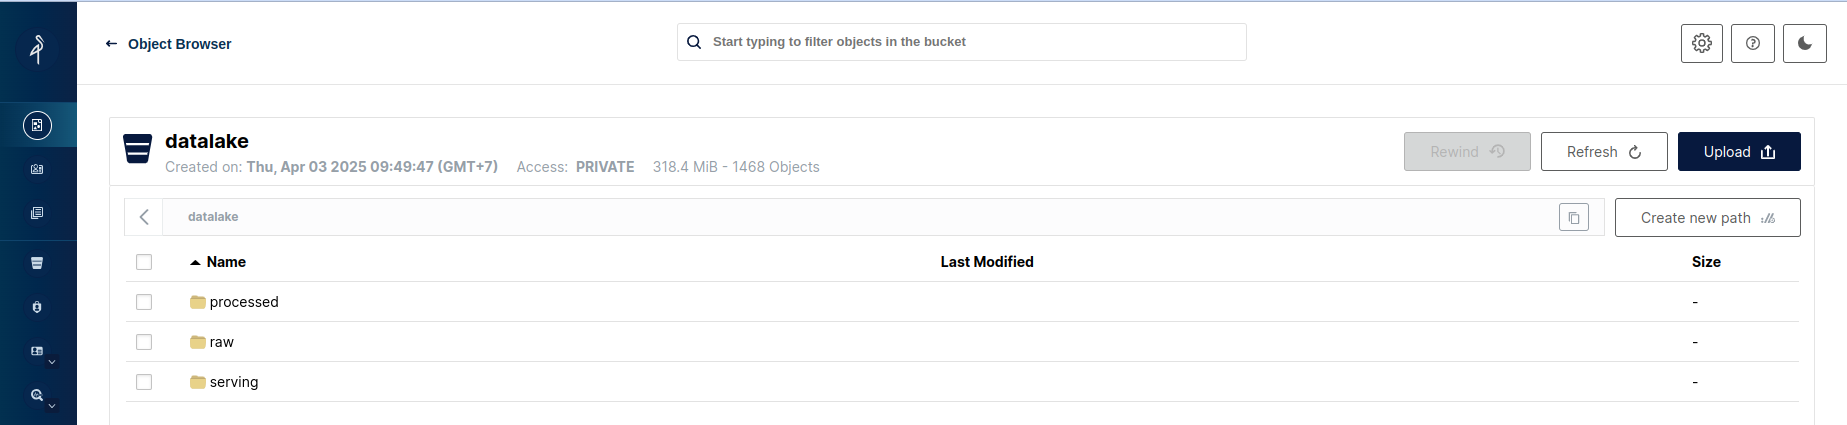 Object Browser
Start typing to filter objects in the bucket
datalake
Created on: Thu, Apr 03 2025 09:49:47 (GMT+7) Access: PRIVATE 318.4 MiB - 1468 Objects
Rewind
Refresh
Upload
datalake
Create new path
Name Last Modified Size
processed -
raw -
serving -